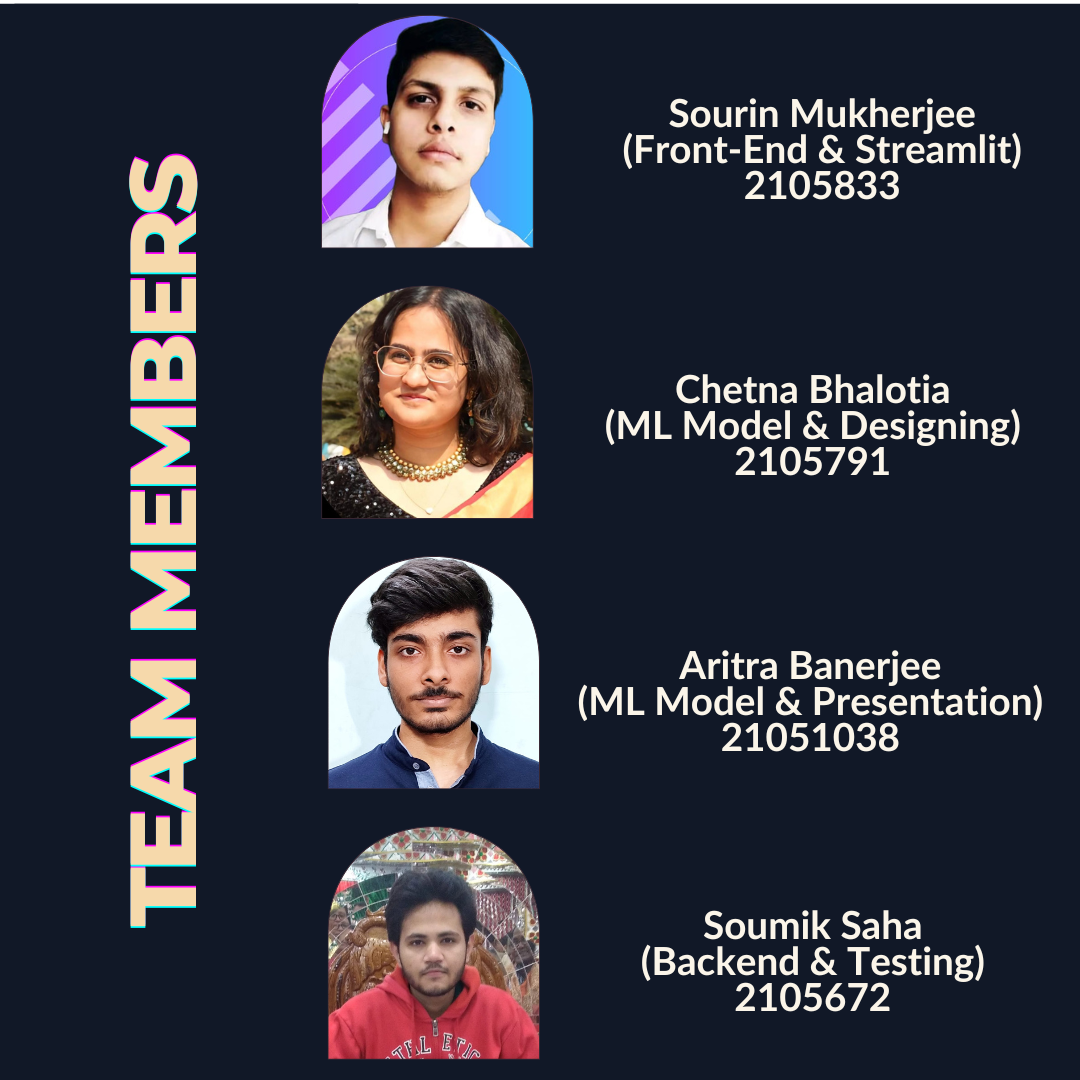 TEAM MEMBERS
Sourin Mukherjee
(Front-End & Streamlit)
2105833
Chetna Bhalotia
(ML Model & Designing)
2105791
Aritra Banerjee
(ML Model & Presentation)
21051038
Soumik Saha
(Backend & Testing)
2105672